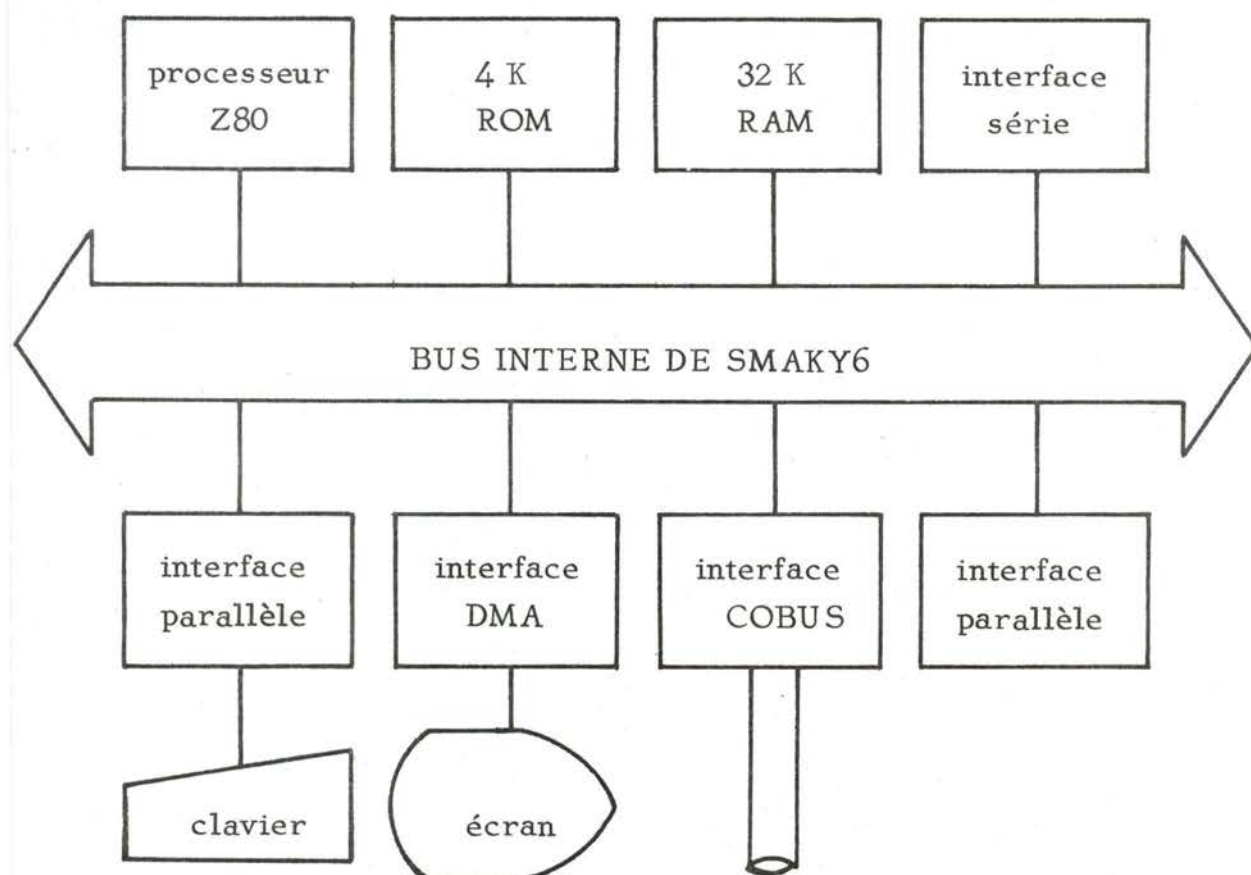 processeur
Z80
4 K
ROM
32 K
RAM
interface
série
BUS INTERNE DE SMAKY6
interface
parallèle
interface
DMA
interface
COBUS
interface
parallèle
clavier
écran